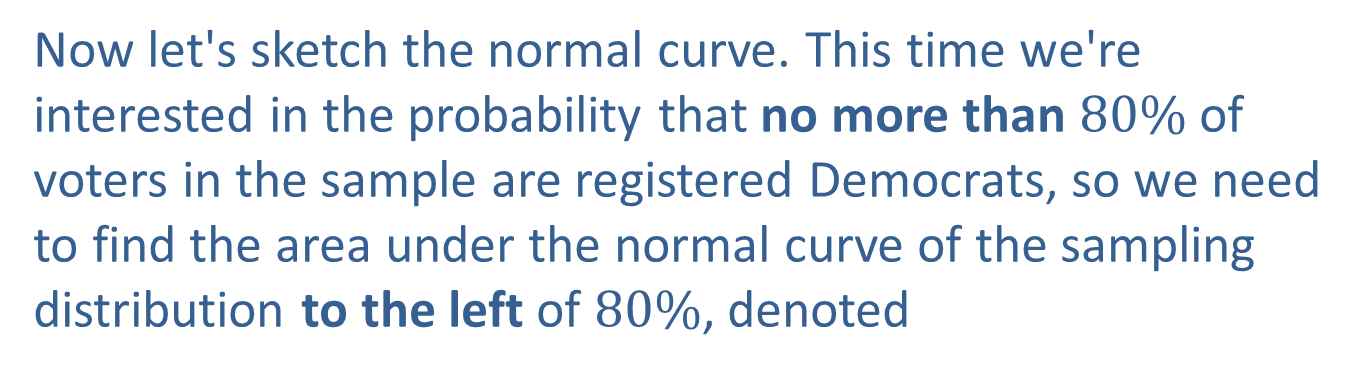 Now let's sketch the normal curve. This time we're
interested in the probability that no more than 80% of
voters in the sample are registered Democrats, so we need
to find the area under the normal curve of the sampling
distribution to the left of 80%, denoted